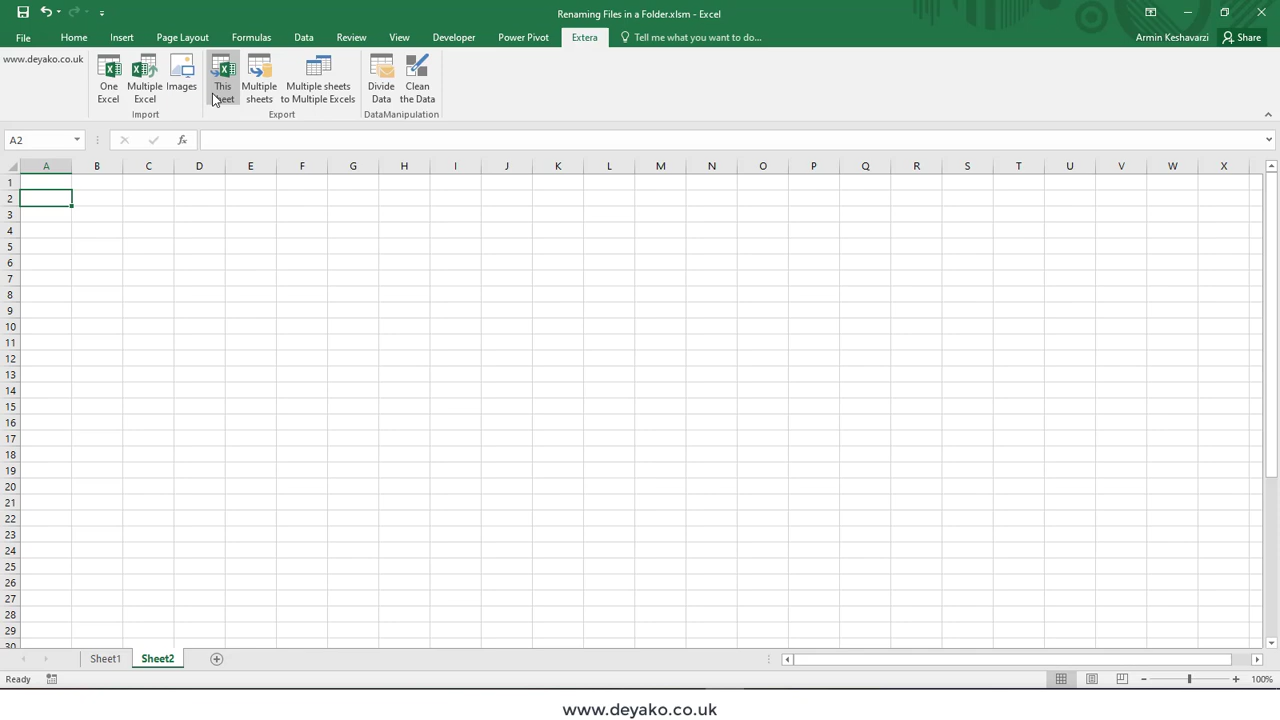 Renaming Files in a Folder.xlsm - Excel
File Home Insert Page Layout Formulas Data Review View Developer Power Pivot Extera Tell me what you want to do... Armin Keshavarzi Share
www.deyako.co.uk
One Excel
Multiple Excel
Images
Import
This Sheet
Multiple sheets
Multiple sheets to Multiple Excels
Export
Divide Data
Clean the Data
DataManipulation
A2 fx
A B C D E F G H I J K L M N O P Q R S T U V W X
1
2
3
4
5
6
7
8
9
10
11
12
13
14
15
16
17
18
19
20
21
22
23
24
25
26
27
28
29
30
Sheet1 Sheet2
Ready 100%
www.deyako.co.uk